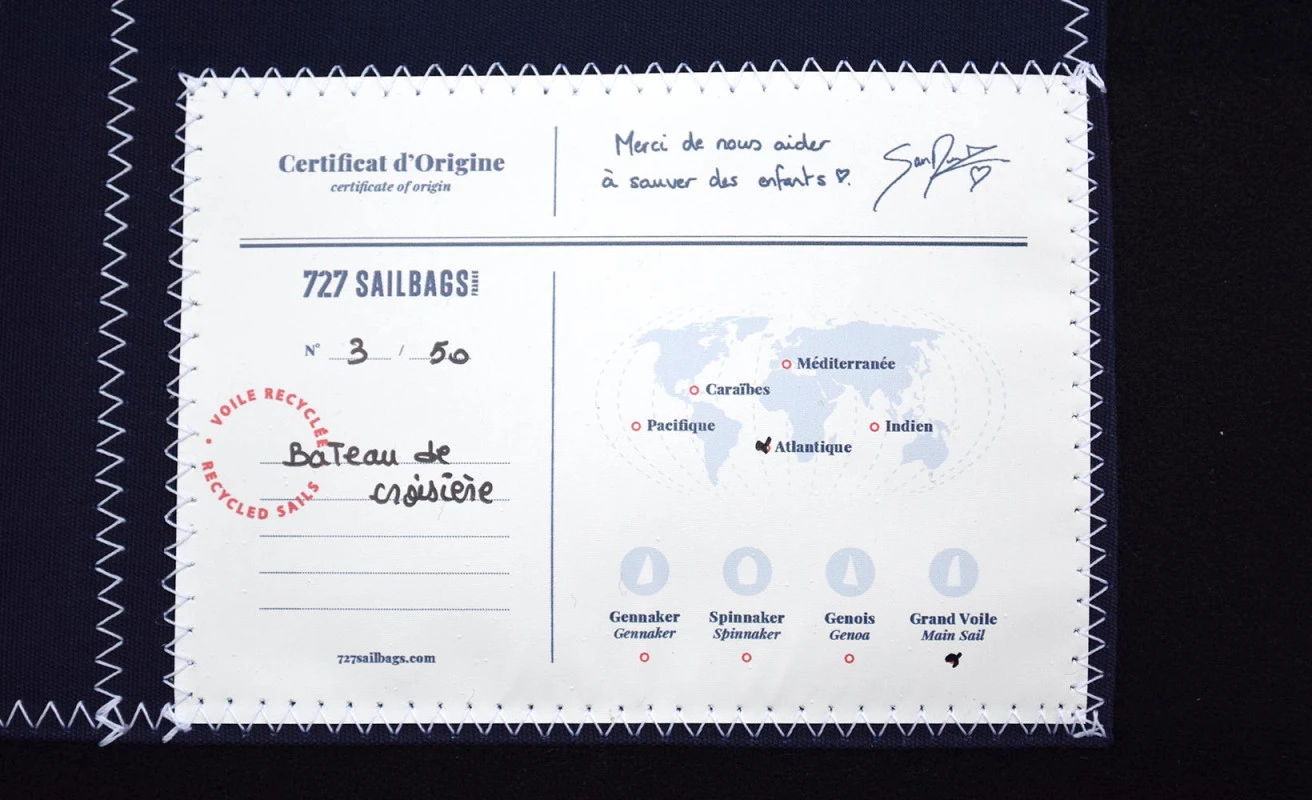 Certificat d'Origine
certificate of origin
Merci de nous aider
à sauver des enfants ♡.
727 SAILBAGS FRANCE
N° 3 / 50
• VOILE RECYCLÉE
RECYCLED SAILS
Bateau de
croisière
727sailbags.com
Méditerranée
Caraïbes
Pacifique
Indien
Atlantique
Gennaker Spinnaker Genois Grand Voile
Gennaker Spinnaker Genoa Main Sail